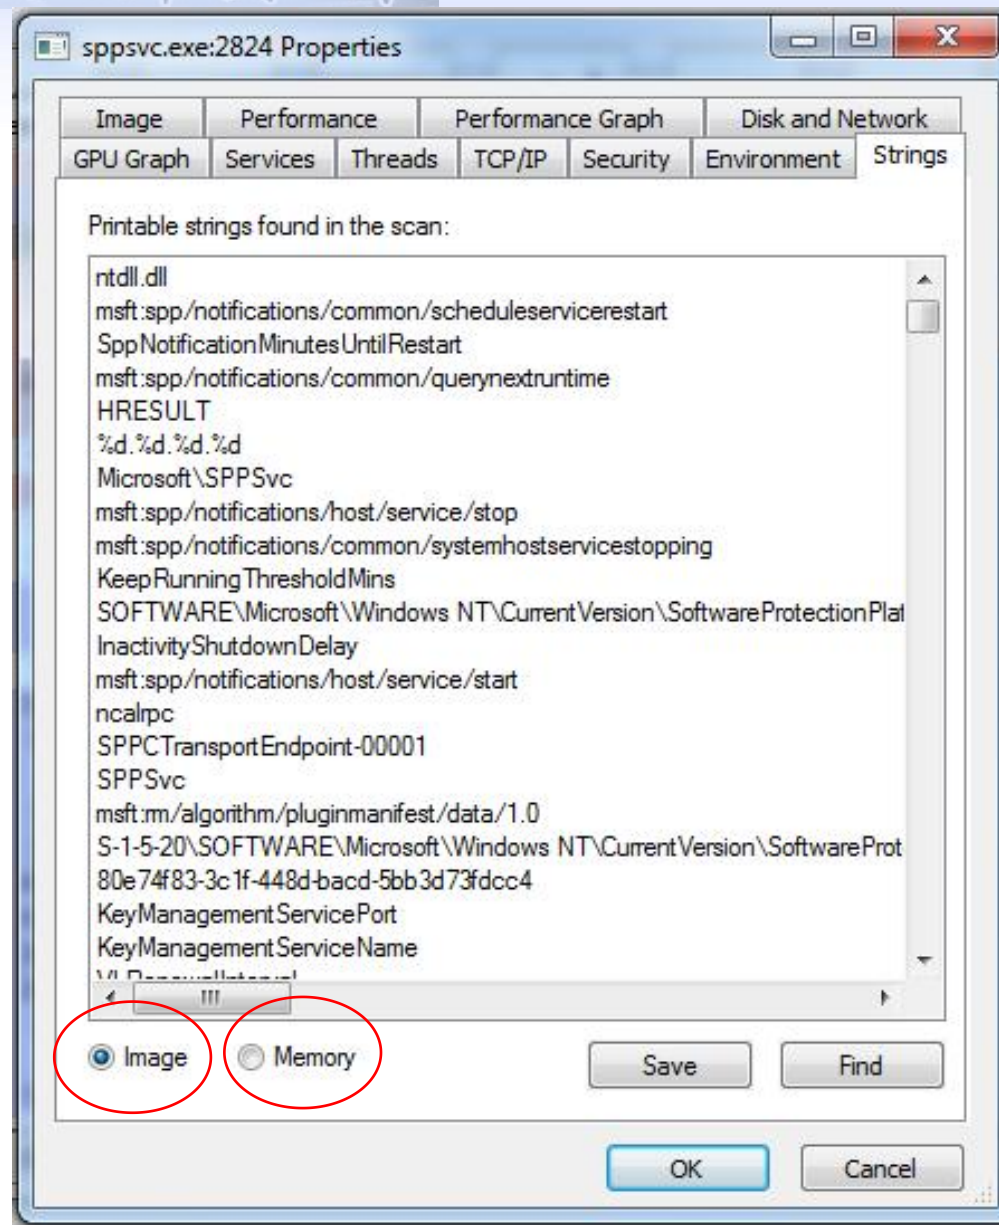 sppsvc.exe:2824 Properties
Image Performance Performance Graph Disk and Network
GPU Graph Services Threads TCP/IP Security Environment Strings
Printable strings found in the scan:
ntdll.dll
msft:spp/notifications/common/scheduleservicerestart
SppNotificationMinutesUntilRestart
msft:spp/notifications/common/querynextruntime
HRESULT
%d.%d.%d.%d
Microsoft\SPPSvc
msft:spp/notifications/host/service/stop
msft:spp/notifications/common/systemhostservicestopping
KeepRunningThresholdMins
SOFTWARE\Microsoft\Windows NT\CurrentVersion\SoftwareProtectionPlat
InactivityShutdownDelay
msft:spp/notifications/host/service/start
ncalrpc
SPPCTransportEndpoint-00001
SPPSvc
msft:rm/algorithm/pluginmanifest/data/1.0
S-1-5-20\SOFTWARE\Microsoft\Windows NT\CurrentVersion\SoftwareProt
80e74f83-3c1f-448d-bacd-5bb3d73fdcc4
KeyManagementServicePort
KeyManagementServiceName
Image Memory Save Find
OK Cancel